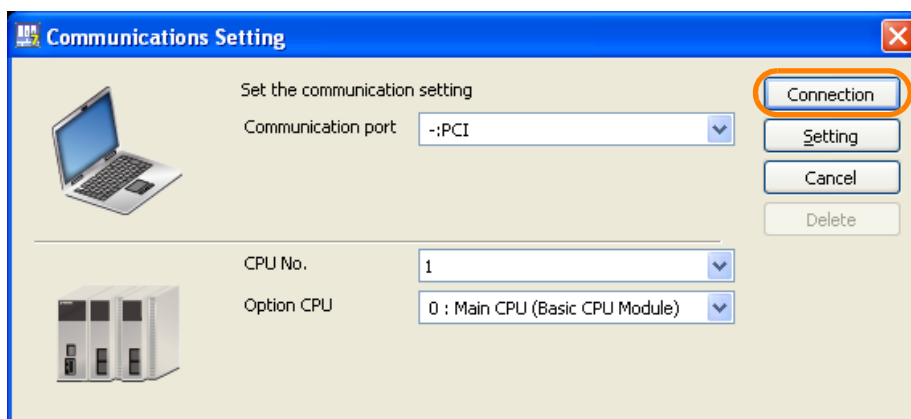 Communications Setting
Set the communication setting
Communication port
-:PCI
Connection
Setting
Cancel
Delete
CPU No.
1
Option CPU
0 : Main CPU (Basic CPU Module)